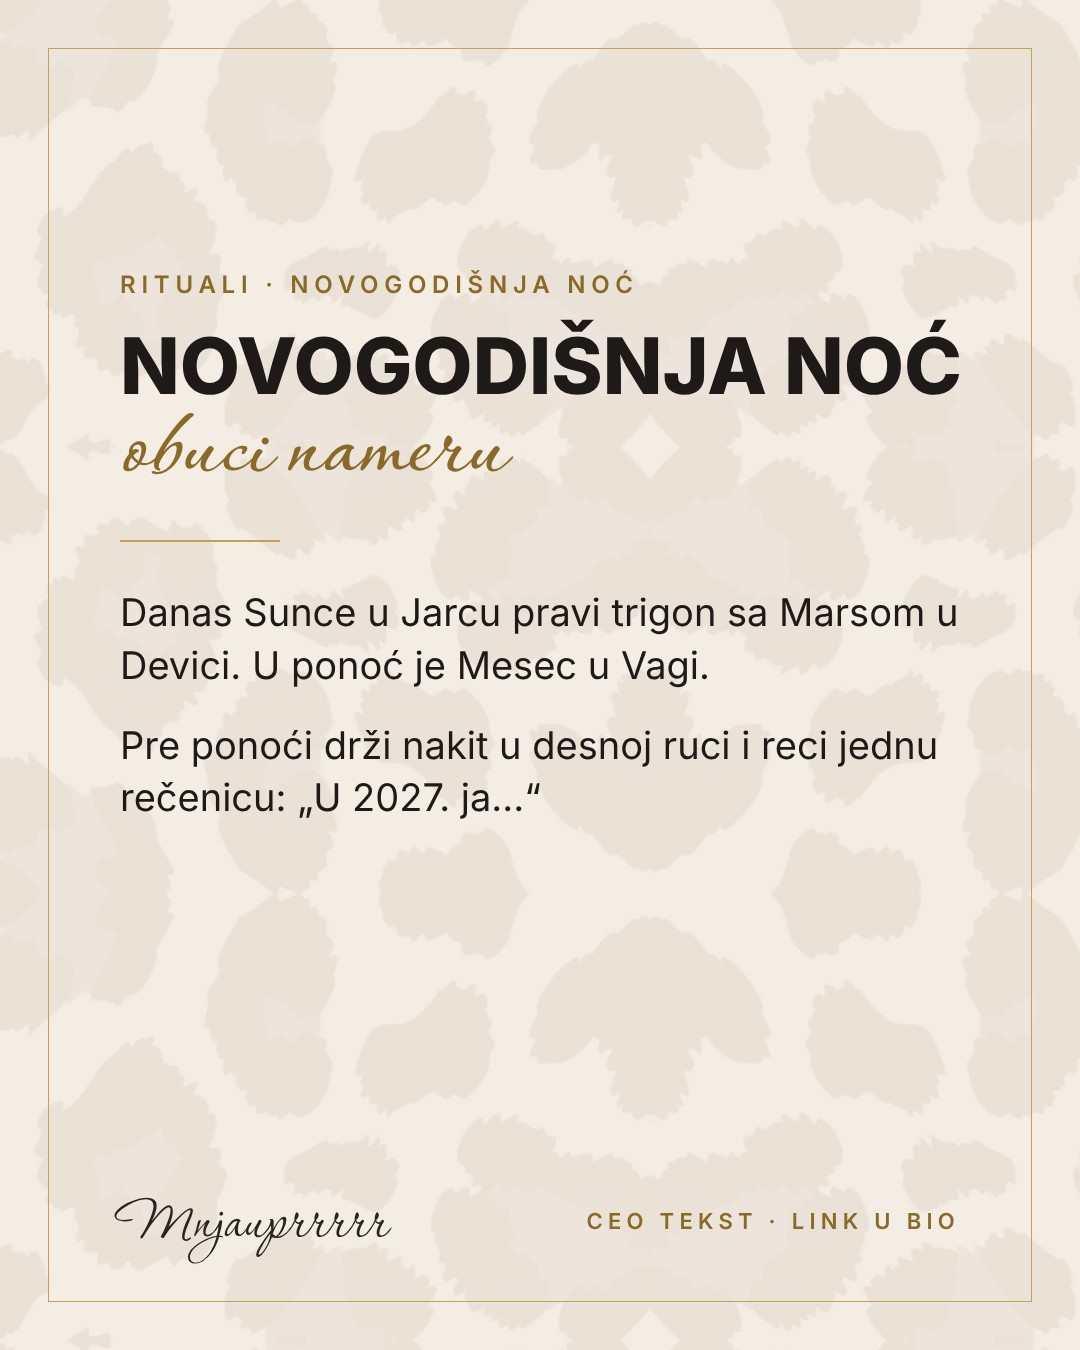 RITUALI · NOVOGODIŠNJA NOĆ
NOVOGODIŠNJA NOĆ
obuci nameru
Danas Sunce u Jarcu pravi trigon sa Marsom u
Devici. U ponoć je Mesec u Vagi.
Pre ponoći drži nakit u desnoj ruci i reci jednu
rečenicu: „U 2027. ja...“
Mnjauprrrrr
CEO TEKST · LINK U BIO